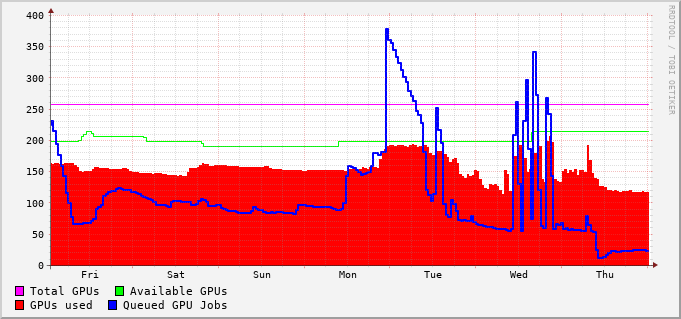 400
350
300
250
200
150
100
50
0
Fri Sat Sun Mon Tue Wed Thu
Total GPUs Available GPUs
GPUs used Queued GPU Jobs
RRDTOOL / TOBI OETIKER